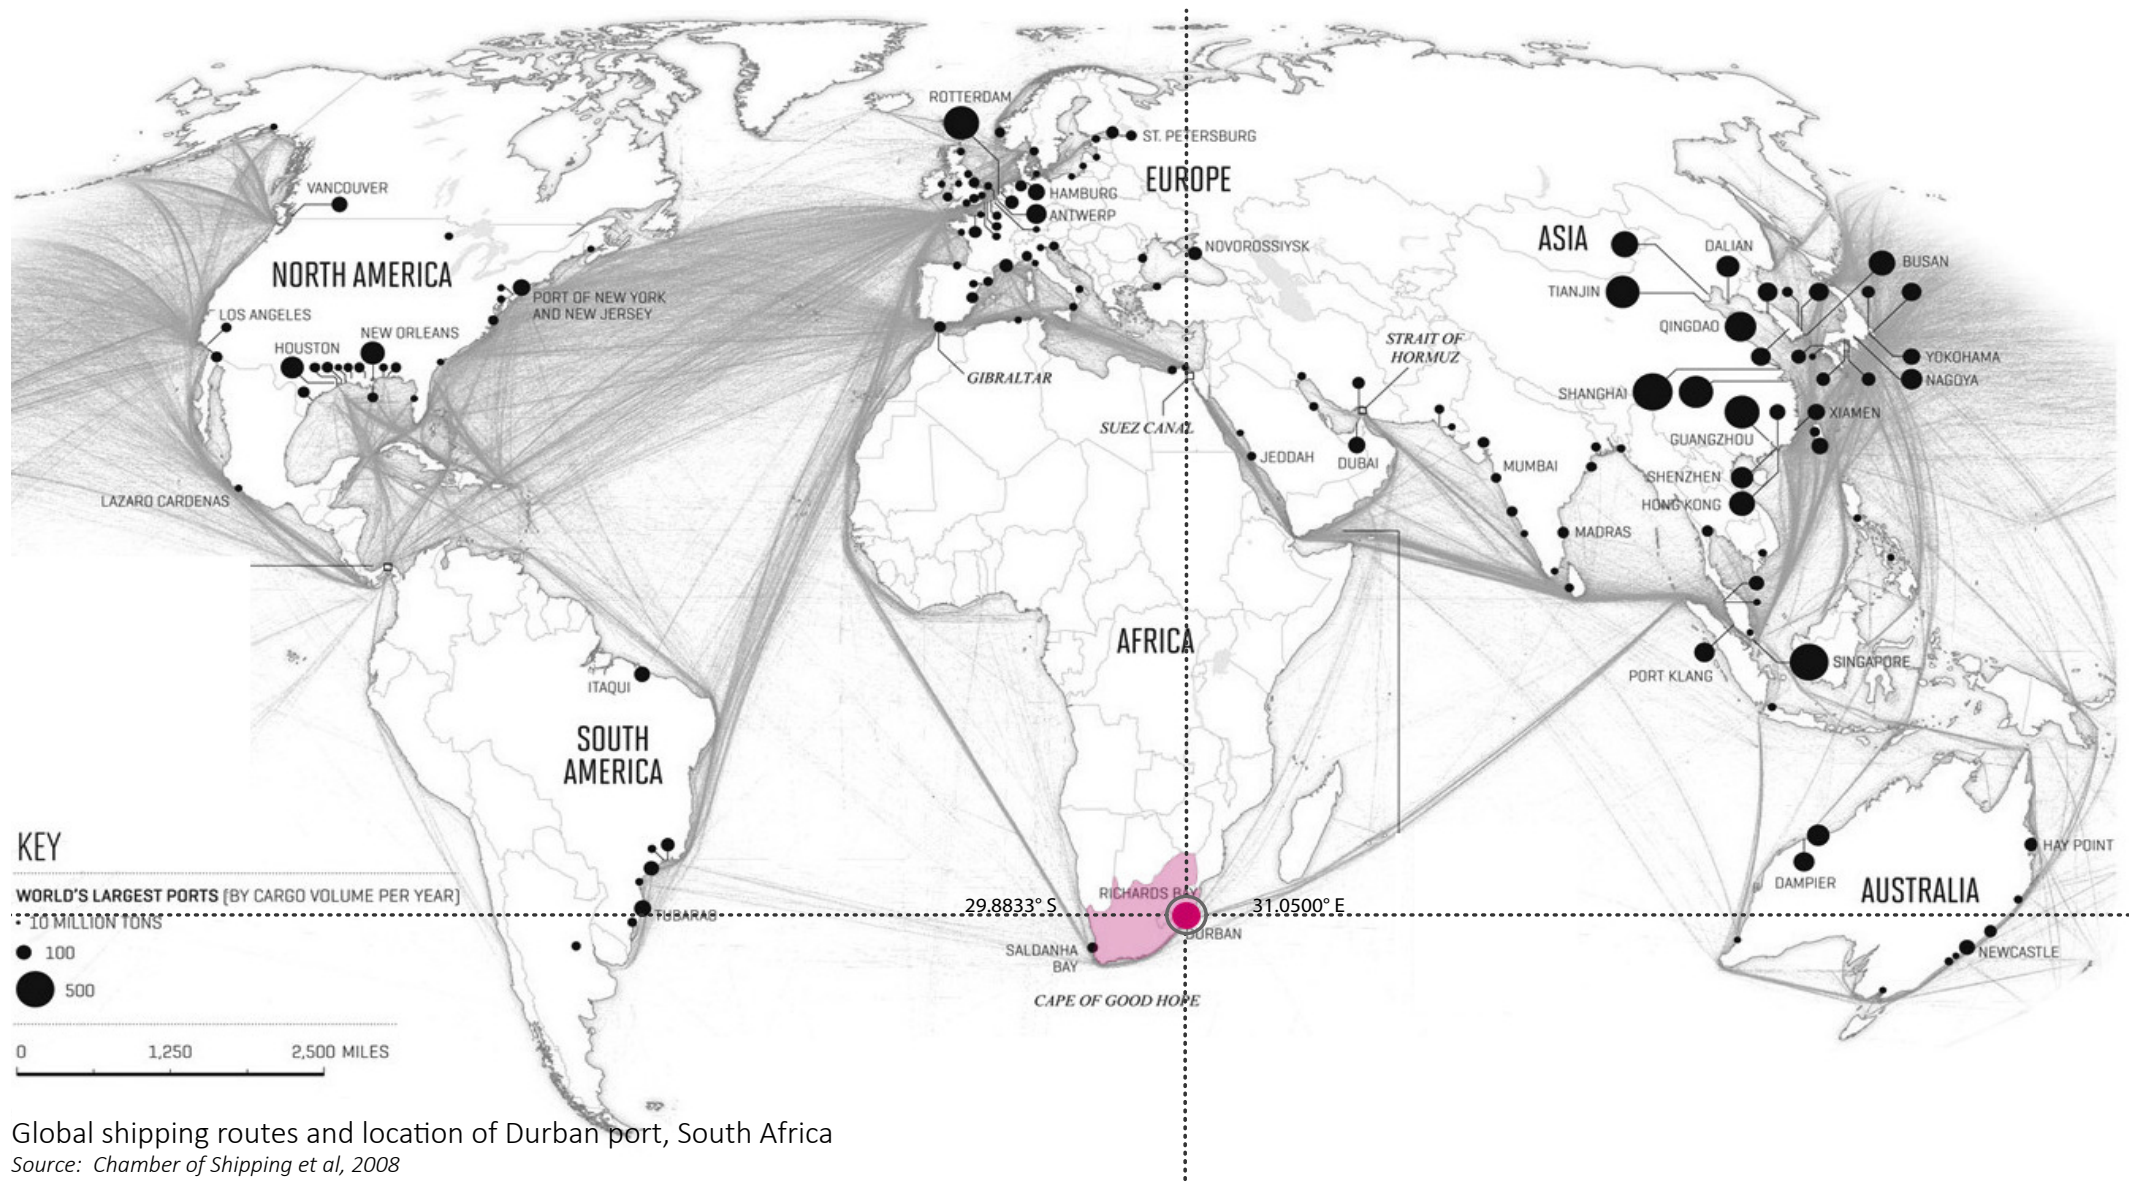 ROTTERDAM
ST. PETERSBURG
EUROPE
VANCOUVER
HAMBURG
ANTWERP
NOVOROSSIYSK
ASIA
DALIAN
BUSAN
NORTH AMERICA
TIANJIN
PORT OF NEW YORK
AND NEW JERSEY
LOS ANGELES
NEW ORLEANS
HOUSTON
QINGDAO
STRAIT OF
HORMUZ
YOKOHAMA
NAGOYA
GIBRALTAR
SHANGHAI
XIAMEN
SUEZ CANAL
GUANGZHOU
JEDDAH
DUBAI
MUMBAI
SHENZHEN
HONG KONG
LAZARO CARDENAS
MADRAS
AFRICA
SINGAPORE
PORT KLANG
ITAQUI
SOUTH
AMERICA
HAY POINT
DAMPIER
AUSTRALIA
NEWCASTLE
TUBARAO
RICHARDS BAY
29.8833° S
31.0500° E
DURBAN
SALDANHA
BAY
CAPE OF GOOD HOPE
KEY
WORLD'S LARGEST PORTS (BY CARGO VOLUME PER YEAR)
10 MILLION TONS
100
500
0 1,250 2,500 MILES
Global shipping routes and location of Durban port, South Africa
Source: Chamber of Shipping et al, 2008